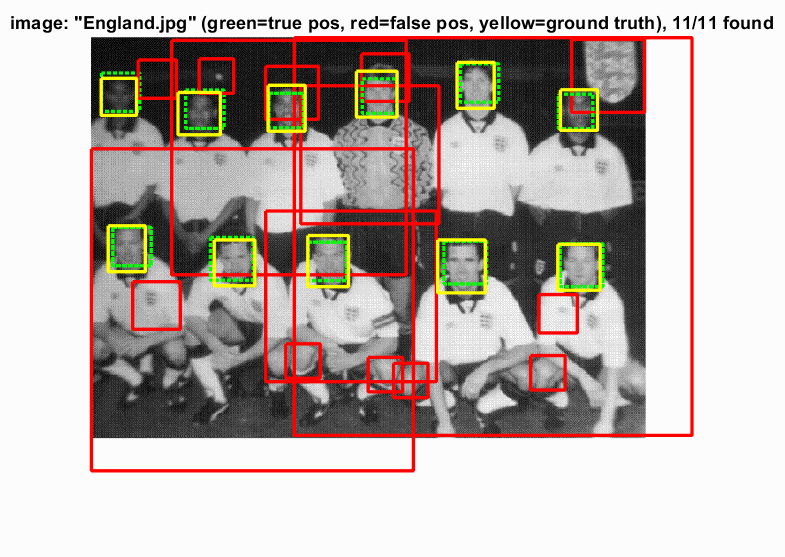 image: "England.jpg" (green=true pos, red=false pos, yellow=ground truth), 11/11 found